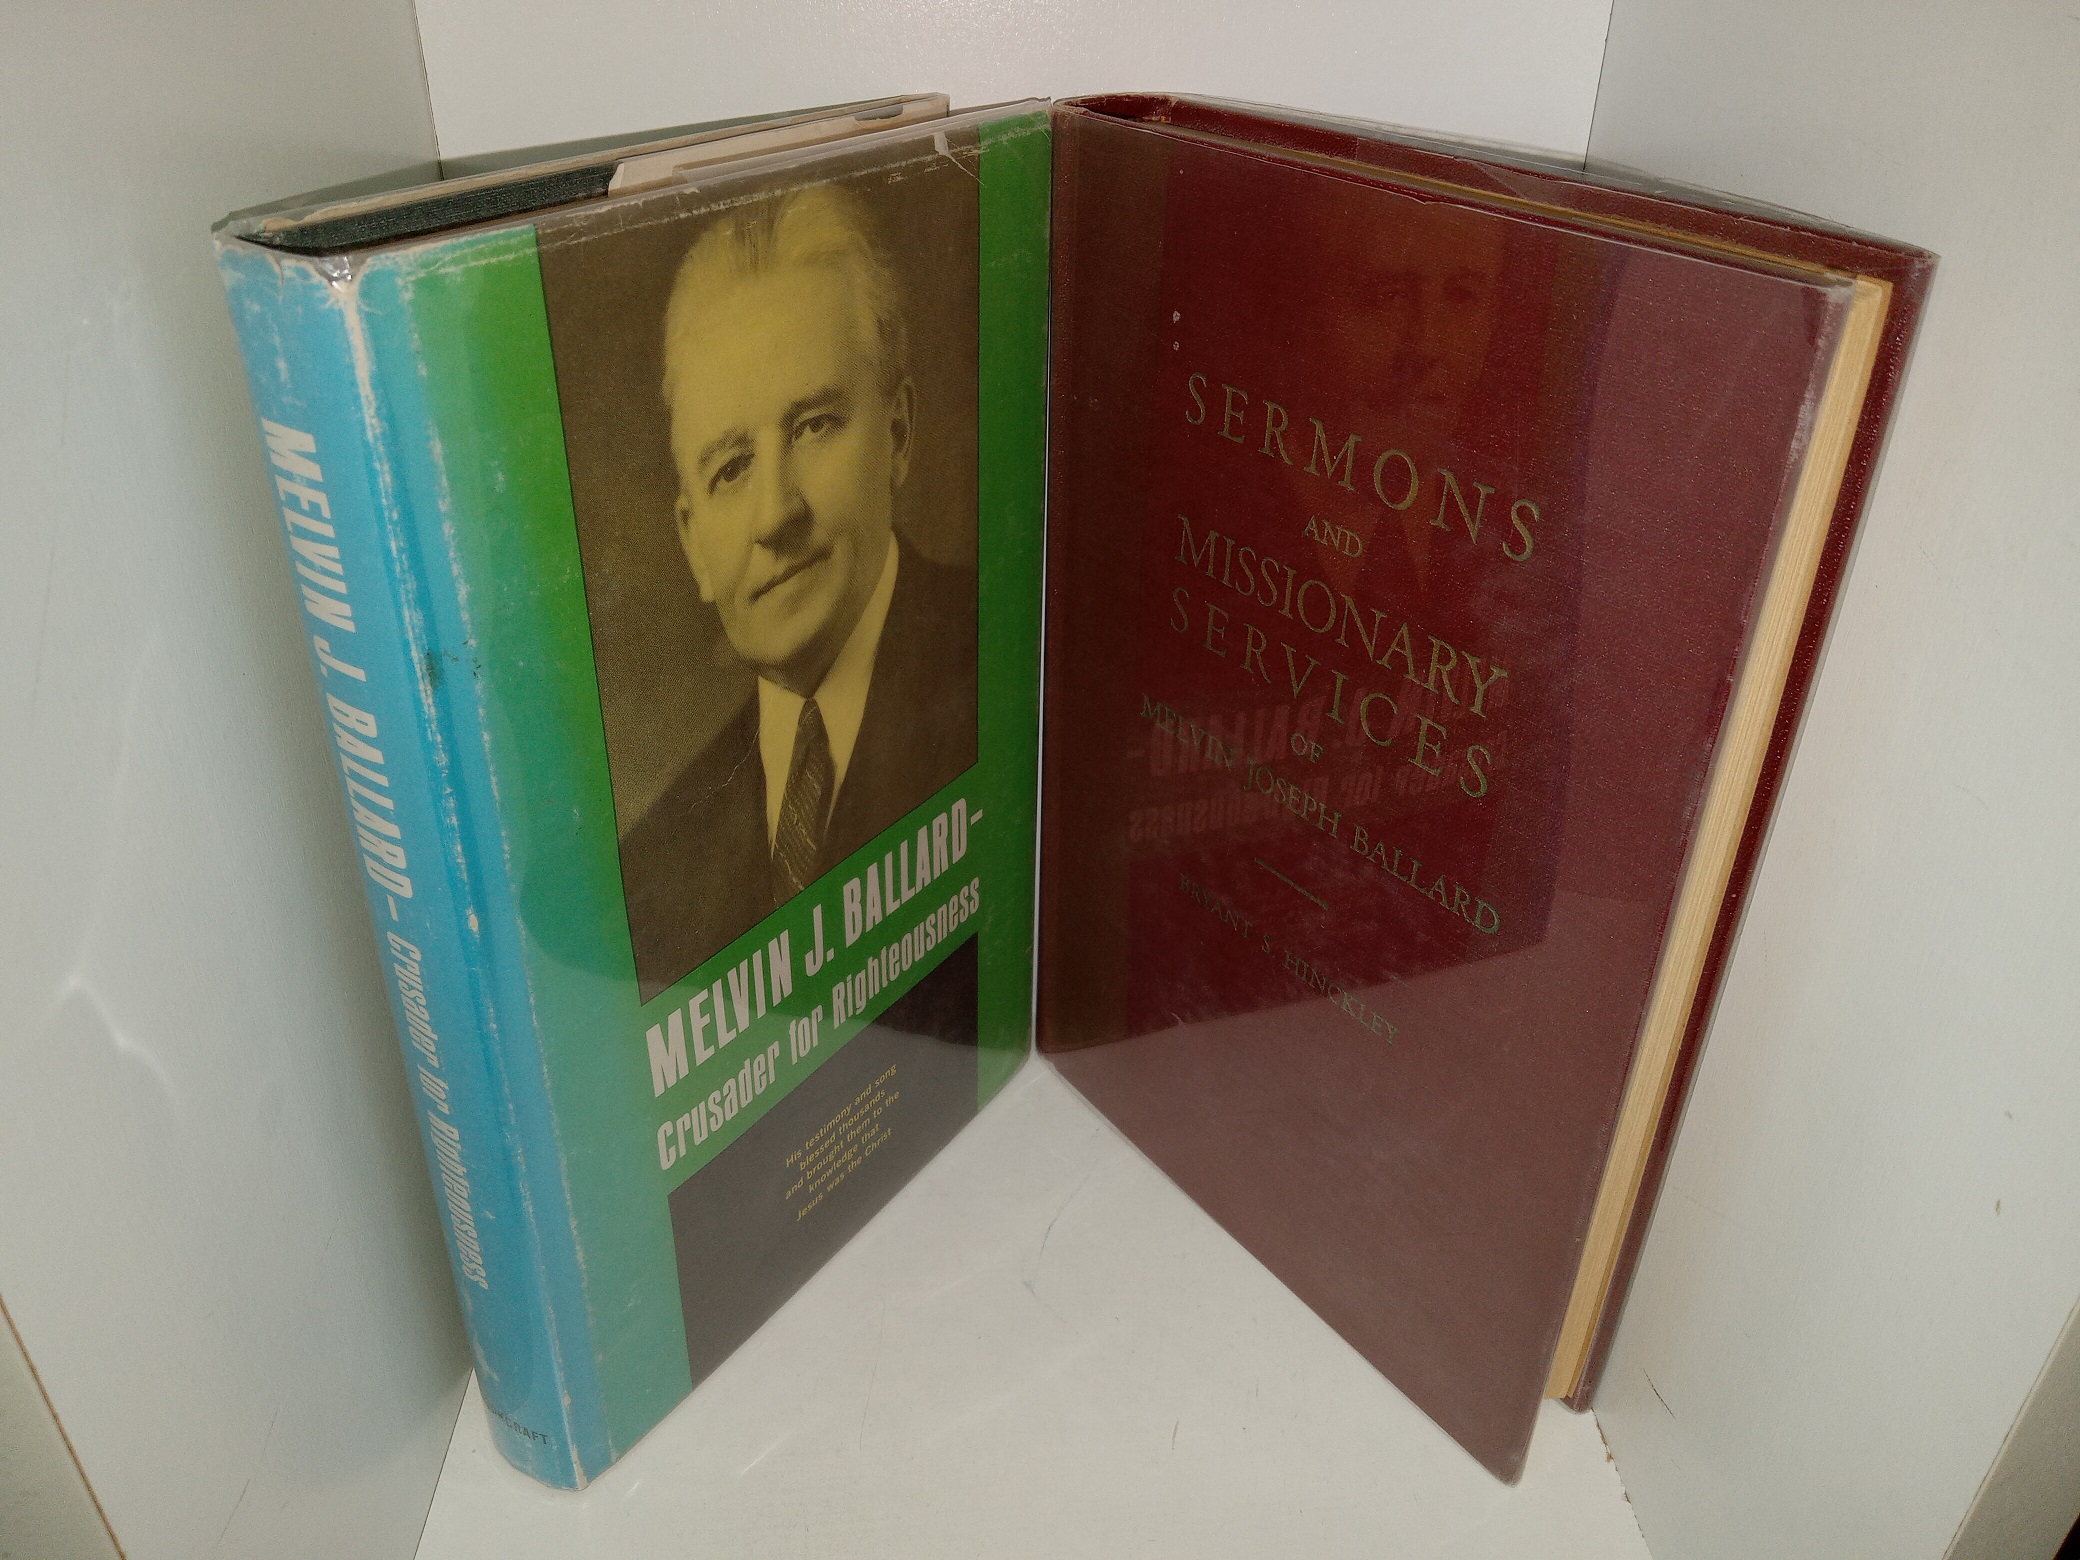 MELVIN J. BALLARD- Crusader for Righteousness
MELVIN J. BALLARD-
Crusader for Righteousness
His testimony and song
blessed thousands
and brought them to the
knowledge that
Jesus was the Christ
SERMONS
AND
MISSIONARY
SERVICES
OF
MELVIN JOSEPH BALLARD
BRYANT S. HINCKLEY